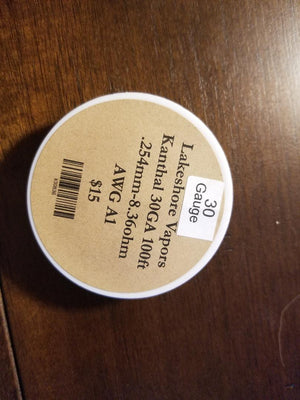 30
Gauge
Lakeshore Vapors
Kanthal 30GA 100ft
.254mm-8.36ohm
AWG A1
$15